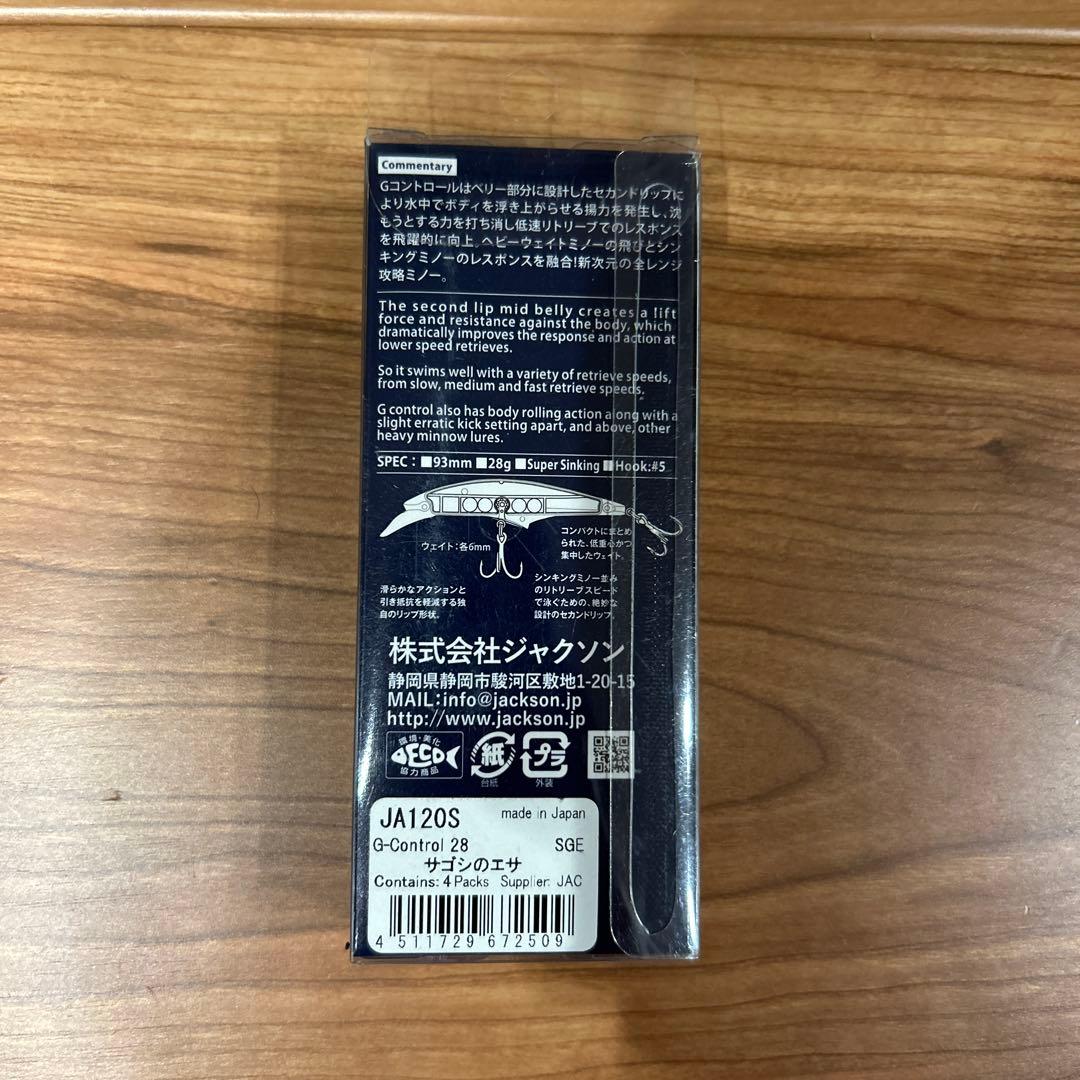 Commentary
Gコントロールはベリー部分に設計したセカンドリップに
より水中でボディを浮き上がらせる揚力を発生し、沈
もうとする力を打ち消し低速リトリーブでのレスポンス
を飛躍的に向上。ヘビーウェイトミノーの飛びとシン
キングミノーのレスポンスを融合!新次元の全レンジ
攻略ミノー。
The second lip mid belly creates a lift
force and resistance against the body, which
dramatically improves the response and action at
lower speed retrieves.
So it swims well with a variety of retrieve speeds,
from slow, medium and fast retrieve speeds.
G control also has body rolling action along with a
slight erratic kick setting apart, and above, other
heavy minnow lures.
SPEC : ■93mm ■28g ■Super Sinking ■Hook:#5
ウェイト:各6mm
コンパクトにまとめ
られた、低重心かつ
集中したウェイト。
滑らかなアクションと
引き抵抗を軽減する独
自のリップ形状。
シンキングミノー並み
のリトリーブスピード
で泳ぐための、絶妙な
設計のセカンドリップ。
株式会社ジャクソン
静岡県静岡市駿河区敷地1-20-15
MAIL:info@jackson.jp
http://www.jackson.jp
環境・美化
ECO
協力商品
紙
台紙
プラ
外装
JA120S made in Japan
G-Control 28 SGE
サゴシのエサ
Contains: 4 Packs Supplier: JAC
4 511729 672509